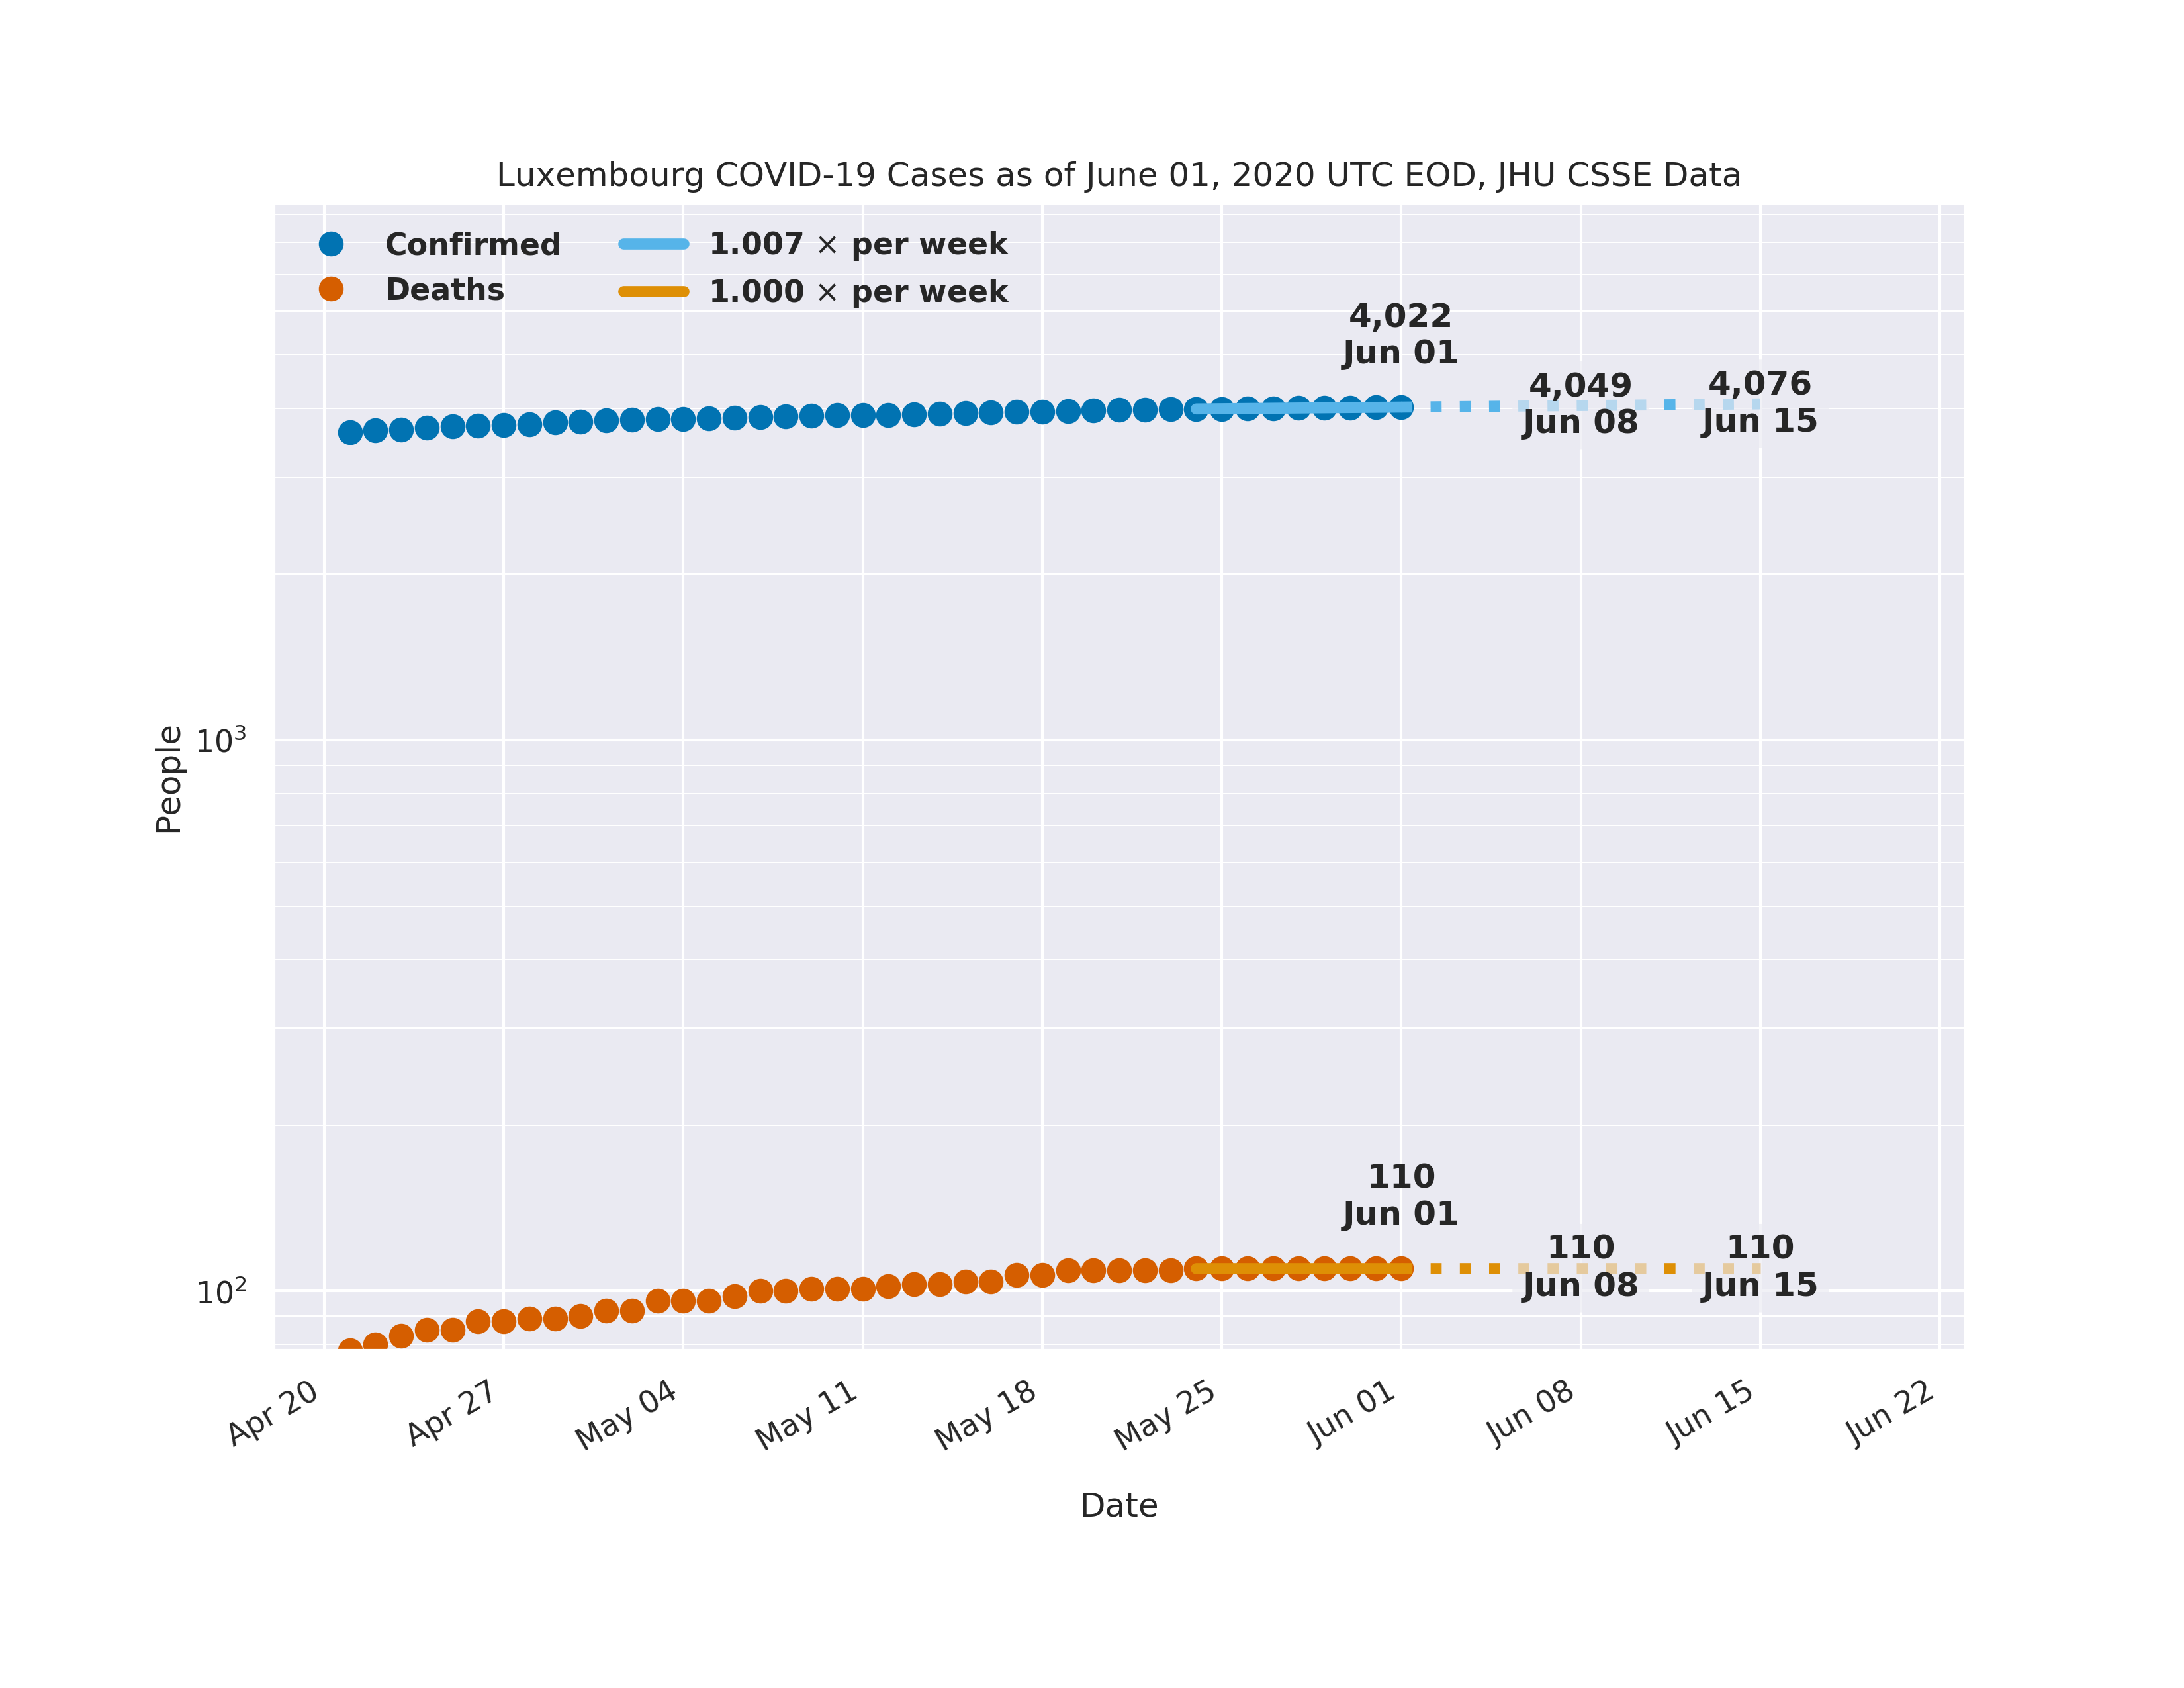 Luxembourg COVID-19 Cases as of June 01, 2020 UTC EOD, JHU CSSE Data
Confirmed
Deaths
1.007 × per week
1.000 × per week
4,022
Jun 01
4,049
Jun 08
4,076
Jun 15
People
10³
10²
110
Jun 01
110
Jun 08
110
Jun 15
Apr 20
Apr 27
May 04
May 11
May 18
May 25
Jun 01
Jun 08
Jun 15
Jun 22
Date